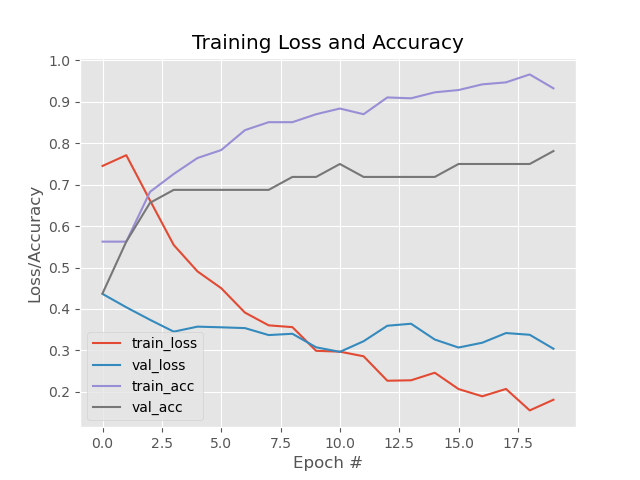 Training Loss and Accuracy
Loss/Accuracy
1.0
0.9
0.8
0.7
0.6
0.5
0.4
0.3
0.2
train_loss
val_loss
train_acc
val_acc
0.0 2.5 5.0 7.5 10.0 12.5 15.0 17.5
Epoch #